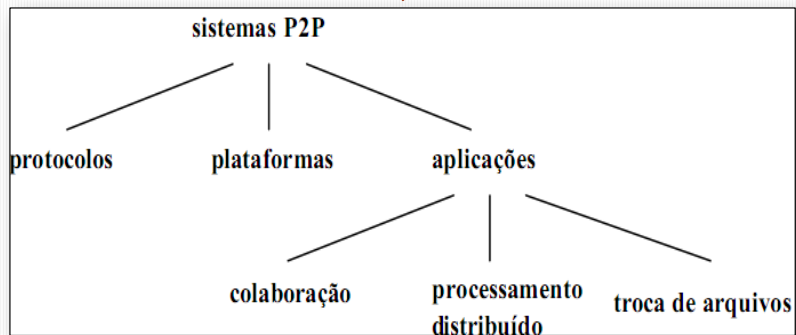 sistemas P2P
protocolos
plataformas
aplicações
colaboração
processamento
distribuído
troca de arquivos